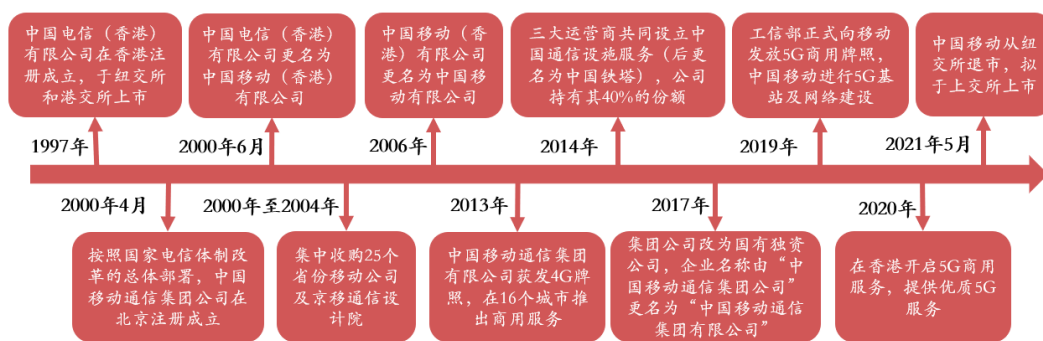 中国电信（香港）
有限公司在香港注
册成立，于纽交所
和港交所上市
中国电信（香港）
有限公司更名为
中国移动（香港）
有限公司
中国移动（香
港）有限公司
更名为中国移
动有限公司
三大运营商共同设立中
国通信设施服务（后更
名为中国铁塔），公司
持有其40%的份额
工信部正式向移动
发放5G商用牌照，
中国移动进行5G基
站及网络建设
中国移动从纽
交所退市，拟
于上交所上市
1997年
2000年6月
2006年
2014年
2019年
2021年5月
2000年4月
2000年至2004年
2013年
2017年
2020年
按照国家电信体制改
革的总体部署，中国
移动通信集团公司在
北京注册成立
集中收购25个
省份移动公司
及京移通信设
计院
中国移动通信集团
有限公司获发4G牌
照，在16个城市推
出商用服务
集团公司改为国有独资
公司，企业名称由“中
国移动通信集团公司”
更名为“中国移动通信
集团有限公司”
在香港开启5G商用
服务，提供优质5G
服务